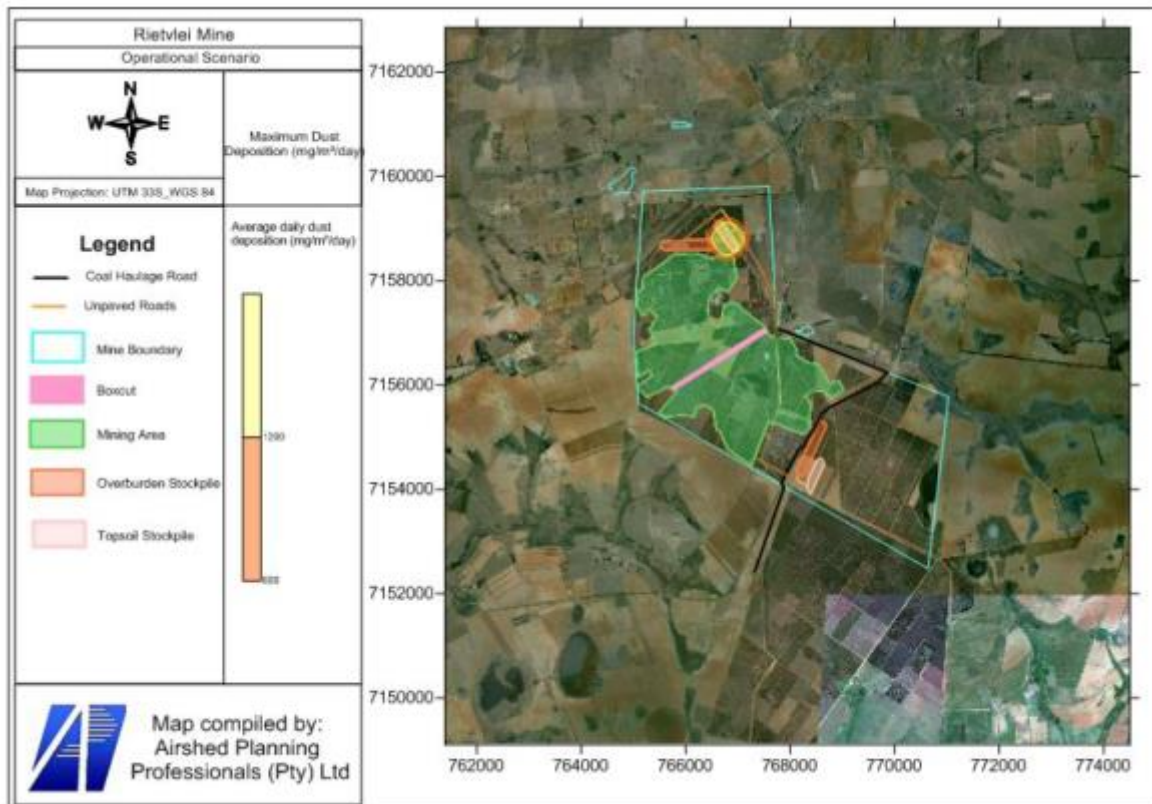 Rietvlei Mine
Operational Scenario
N
W E
S
Maximum Dust
Deposition (mg/m²/day)
Map Projection: UTM 33S_WGS 84
Legend
Coal Haulage Road
Unpaved Roads
Mine Boundary
Boxcut
Mining Area
Overburden Stockpile
Topsoil Stockpile
Average daily dust
deposition (mg/m²/day)
1200
600
Map compiled by:
Airshed Planning
Professionals (Pty) Ltd
7162000
7160000
7158000
7156000
7154000
7152000
7150000
762000 764000 766000 768000 770000 772000 774000